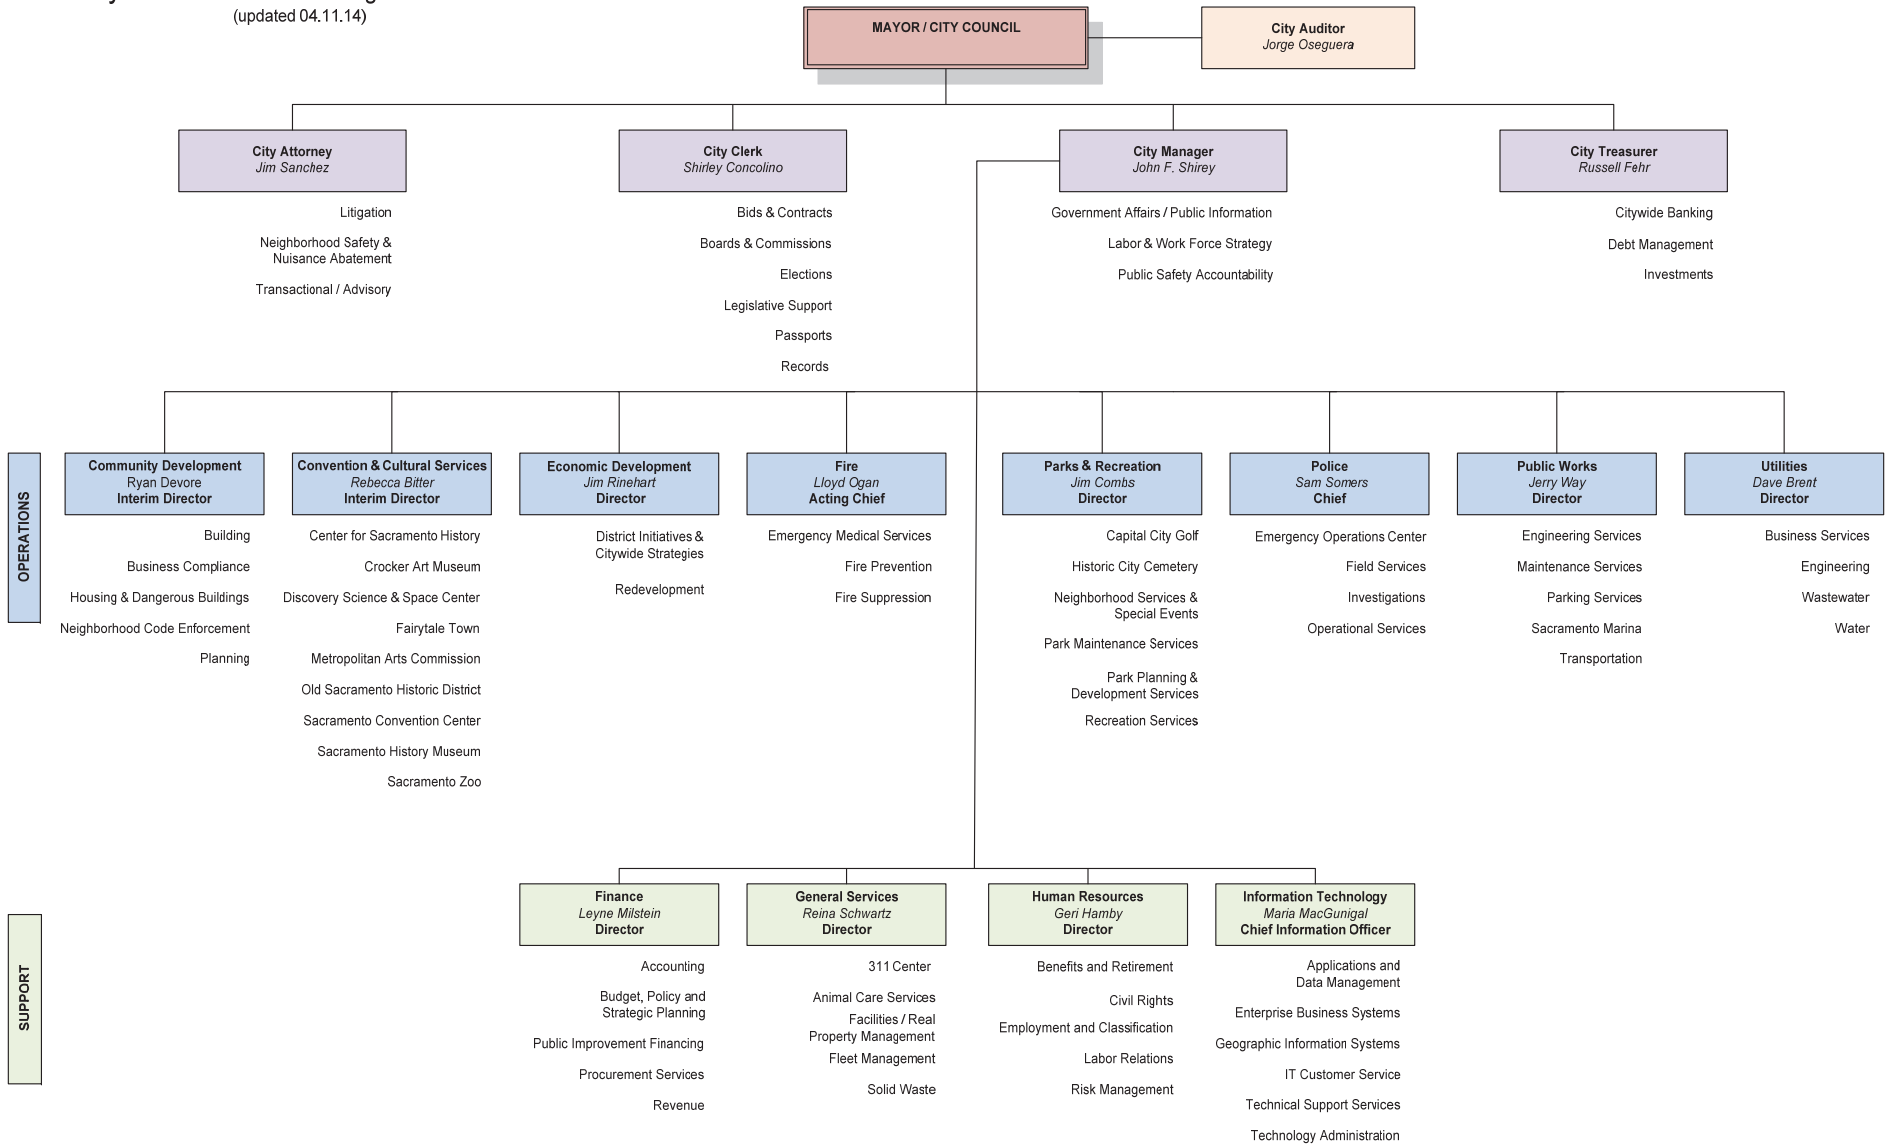 (updated 04.11.14)
MAYOR / CITY COUNCIL
City Auditor
Jorge Oseguera
City Attorney
Jim Sanchez
Litigation
Neighborhood Safety &
Nuisance Abatement
Transactional / Advisory
City Clerk
Shirley Concolino
Bids & Contracts
Boards & Commissions
Elections
Legislative Support
Passports
Records
City Manager
John F. Shirey
Government Affairs / Public Information
Labor & Work Force Strategy
Public Safety Accountability
City Treasurer
Russell Fehr
Citywide Banking
Debt Management
Investments
OPERATIONS
Community Development
Ryan Devore
Interim Director
Building
Business Compliance
Housing & Dangerous Buildings
Neighborhood Code Enforcement
Planning
Convention & Cultural Services
Rebecca Bitter
Interim Director
Center for Sacramento History
Crocker Art Museum
Discovery Science & Space Center
Fairytale Town
Metropolitan Arts Commission
Old Sacramento Historic District
Sacramento Convention Center
Sacramento History Museum
Sacramento Zoo
Economic Development
Jim Rinehart
Director
District Initiatives &
Citywide Strategies
Redevelopment
Fire
Lloyd Ogan
Acting Chief
Emergency Medical Services
Fire Prevention
Fire Suppression
Parks & Recreation
Jim Combs
Director
Capital City Golf
Historic City Cemetery
Neighborhood Services &
Special Events
Park Maintenance Services
Park Planning &
Development Services
Recreation Services
Police
Sam Somers
Chief
Emergency Operations Center
Field Services
Investigations
Operational Services
Public Works
Jerry Way
Director
Engineering Services
Maintenance Services
Parking Services
Sacramento Marina
Transportation
Utilities
Dave Brent
Director
Business Services
Engineering
Wastewater
Water
SUPPORT
Finance
Leyne Milstein
Director
Accounting
Budget, Policy and
Strategic Planning
Public Improvement Financing
Procurement Services
Revenue
General Services
Reina Schwartz
Director
311 Center
Animal Care Services
Facilities / Real
Property Management
Fleet Management
Solid Waste
Human Resources
Geri Hamby
Director
Benefits and Retirement
Civil Rights
Employment and Classification
Labor Relations
Risk Management
Information Technology
Maria MacGunigal
Chief Information Officer
Applications and
Data Management
Enterprise Business Systems
Geographic Information Systems
IT Customer Service
Technical Support Services
Technology Administration